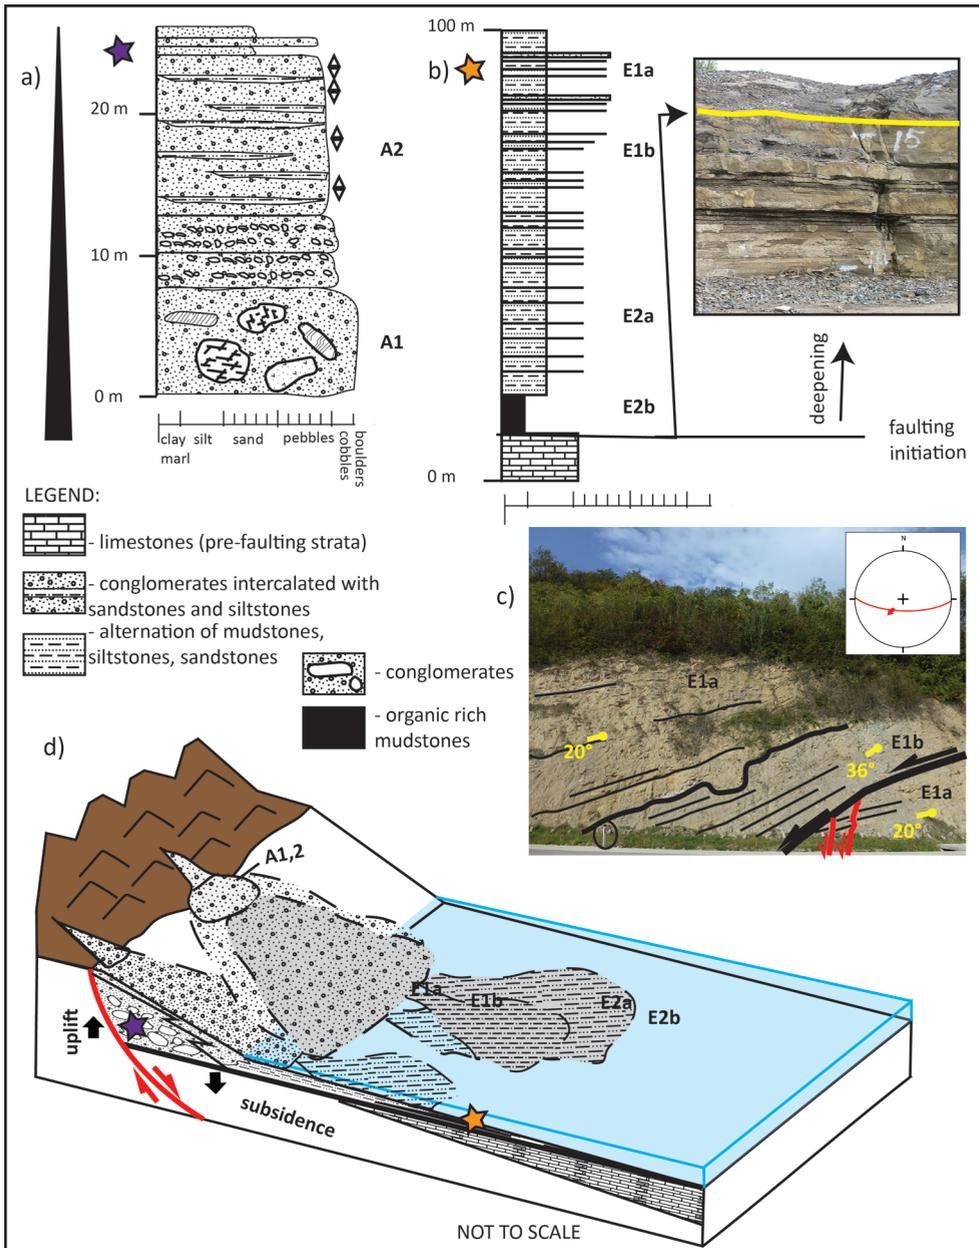 a)
20 m
10 m
0 m
A2
A1
clay silt sand pebbles cobbles boulders
marl
b)
100 m
0 m
E1a
E1b
E2a
E2b
15
deepening
faulting
initiation
LEGEND:
- limestones (pre-faulting strata)
- conglomerates intercalated with
sandstones and siltstones
- alternation of mudstones,
siltstones, sandstones
- conglomerates
- organic rich
mudstones
c)
N
E1a
20°
E1b
36°
E1a
20°
d)
A1,2
E1a
E1b
E2a
E2b
uplift
subsidence
NOT TO SCALE